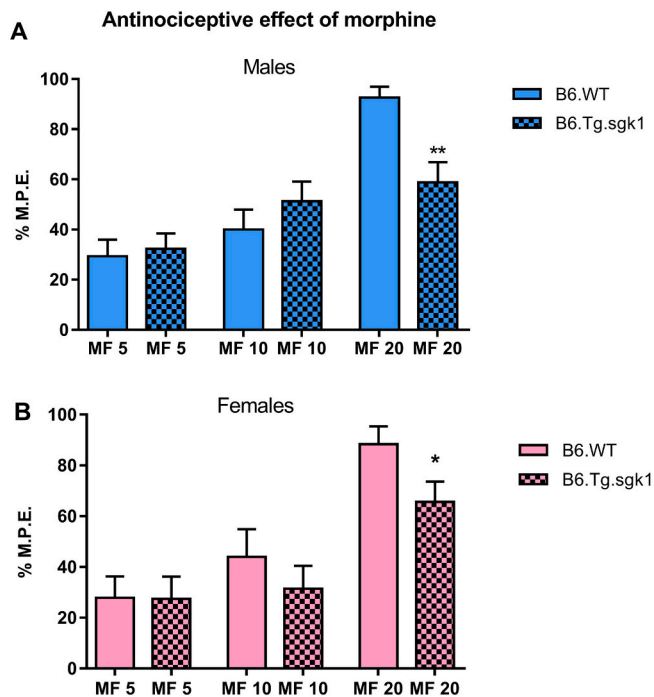 Antinociceptive effect of morphine
A
Males
100
80
60
40
20
0
% M.P.E.
**
MF 5 MF 5 MF 10 MF 10 MF 20 MF 20
B6.WT
B6.Tg.sgk1
B
Females
100
80
60
40
20
0
% M.P.E.
*
MF 5 MF 5 MF 10 MF 10 MF 20 MF 20
B6.WT
B6.Tg.sgk1